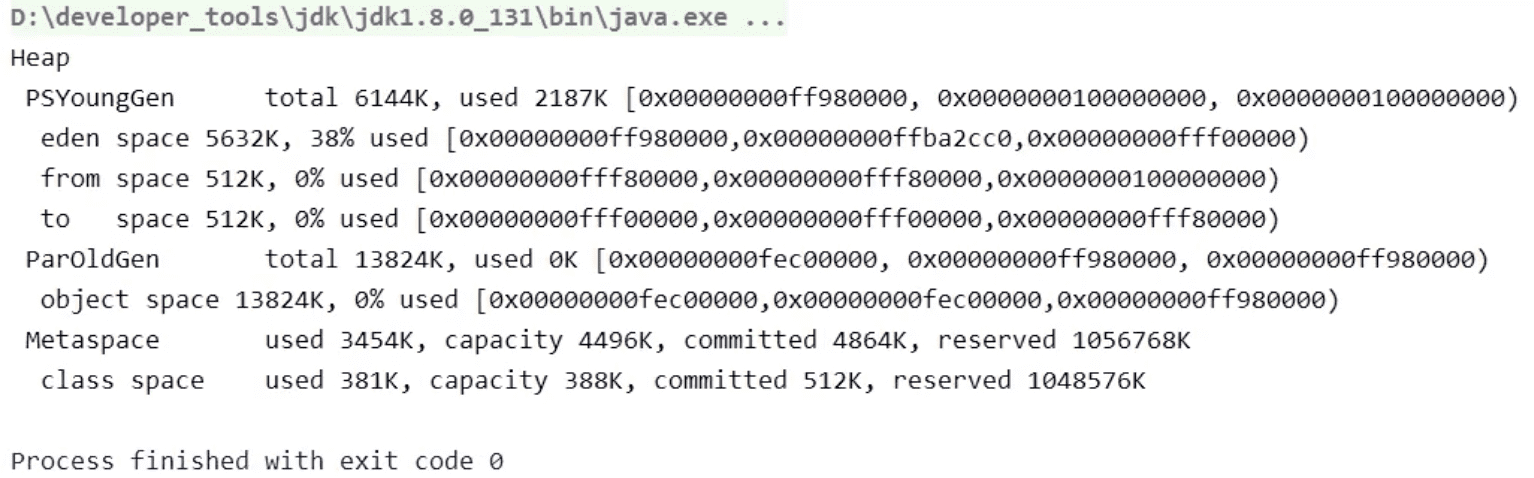 D:\developer_tools\jdk\jdk1.8.0_131\bin\java.exe ...
Heap
PSYoungGen total 6144K, used 2187K [0x00000000ff980000, 0x0000000100000000, 0x0000000100000000)
eden space 5632K, 38% used [0x00000000ff980000,0x00000000ffba2cc0,0x00000000fff00000)
from space 512K, 0% used [0x00000000fff80000,0x00000000fff80000,0x0000000100000000)
to space 512K, 0% used [0x00000000fff00000,0x00000000fff00000,0x00000000fff80000)
ParOldGen total 13824K, used 0K [0x00000000fec00000, 0x00000000ff980000, 0x00000000ff980000)
object space 13824K, 0% used [0x00000000fec00000,0x00000000fec00000,0x00000000ff980000)
Metaspace used 3454K, capacity 4496K, committed 4864K, reserved 1056768K
class space used 381K, capacity 388K, committed 512K, reserved 1048576K
Process finished with exit code 0